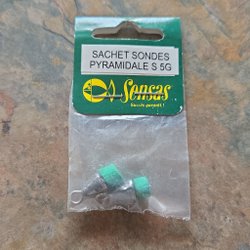 SACHET SONDES
PYRAMIDALE S 5G
Sensas